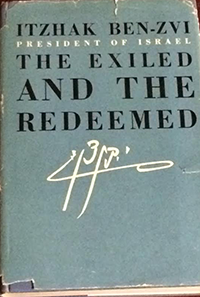 ITZHAK BEN-ZVI
PRESIDENT OF ISRAEL
THE EXILED
AND THE
REDEEMED